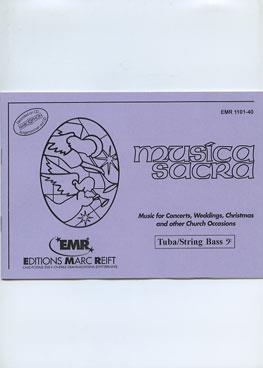 EMR 1101-40
musica
sacra
Music for Concerts, Weddings, Christmas
and other Church Occasions
Tuba/String Bass
EMR
EDITIONS MARC REIFT